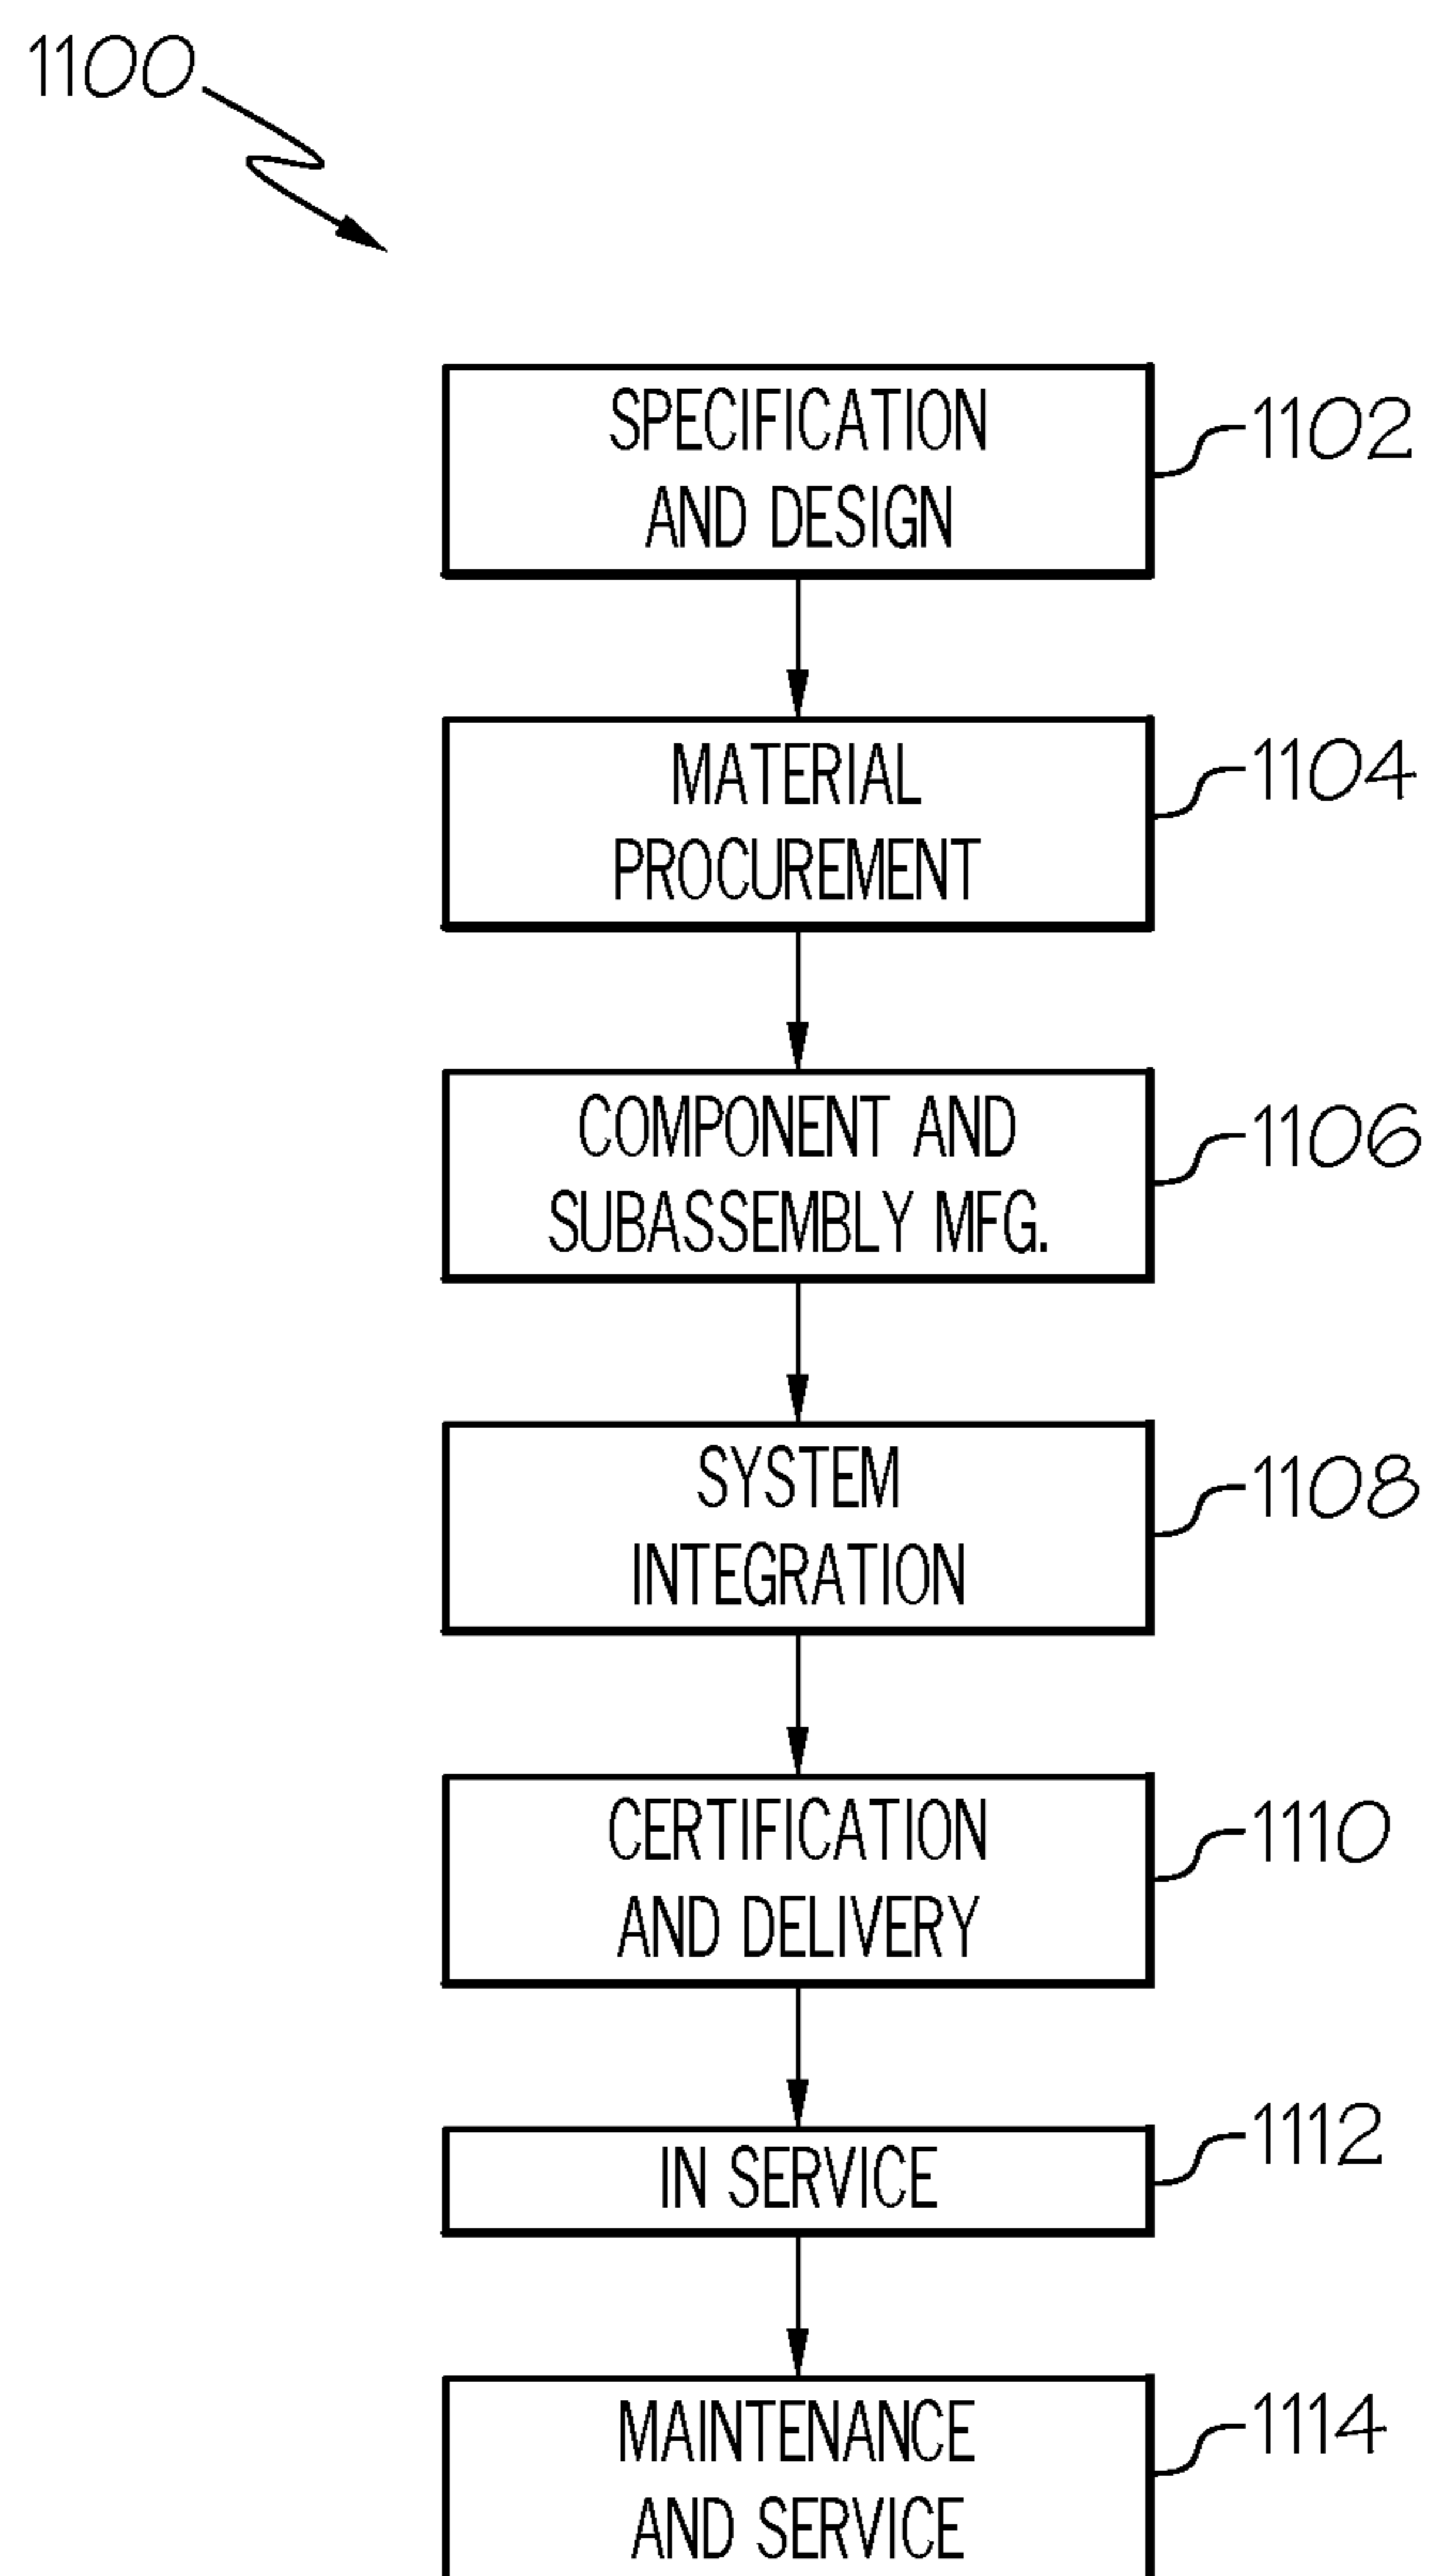 1100
SPECIFICATION
AND DESIGN
1102
MATERIAL
PROCUREMENT
1104
COMPONENT AND
SUBASSEMBLY MFG.
1106
SYSTEM
INTEGRATION
1108
CERTIFICATION
AND DELIVERY
1110
IN SERVICE
1112
MAINTENANCE
AND SERVICE
1114